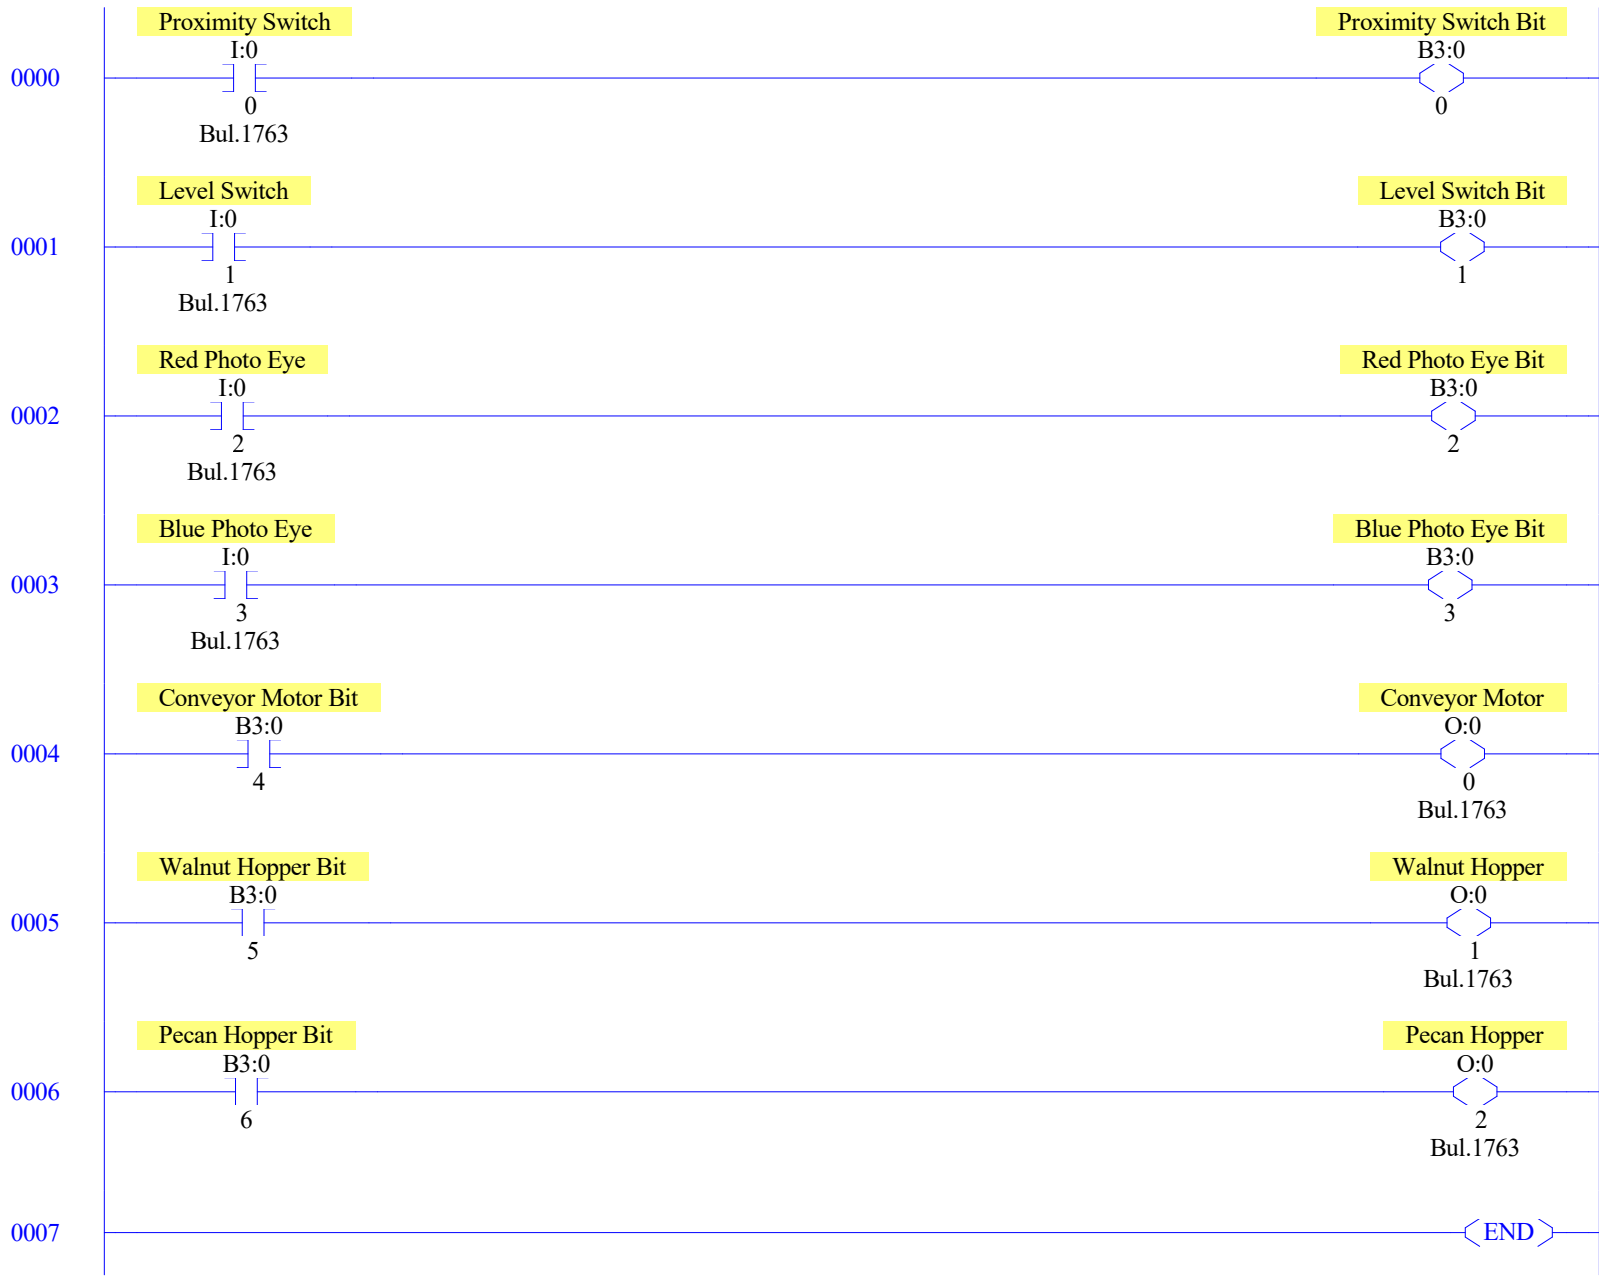 Proximity Switch Proximity Switch Bit
I:0 B3:0
0000
0 0
Bul.1763
Level Switch Level Switch Bit
I:0 B3:0
0001
1 1
Bul.1763
Red Photo Eye Red Photo Eye Bit
I:0 B3:0
0002
2 2
Bul.1763
Blue Photo Eye Blue Photo Eye Bit
I:0 B3:0
0003
3 3
Bul.1763
Conveyor Motor Bit Conveyor Motor
B3:0 O:0
0004
4 0
Bul.1763
Walnut Hopper Bit Walnut Hopper
B3:0 O:0
0005
5 1
Bul.1763
Pecan Hopper Bit Pecan Hopper
B3:0 O:0
0006
6 2
Bul.1763
0007 END